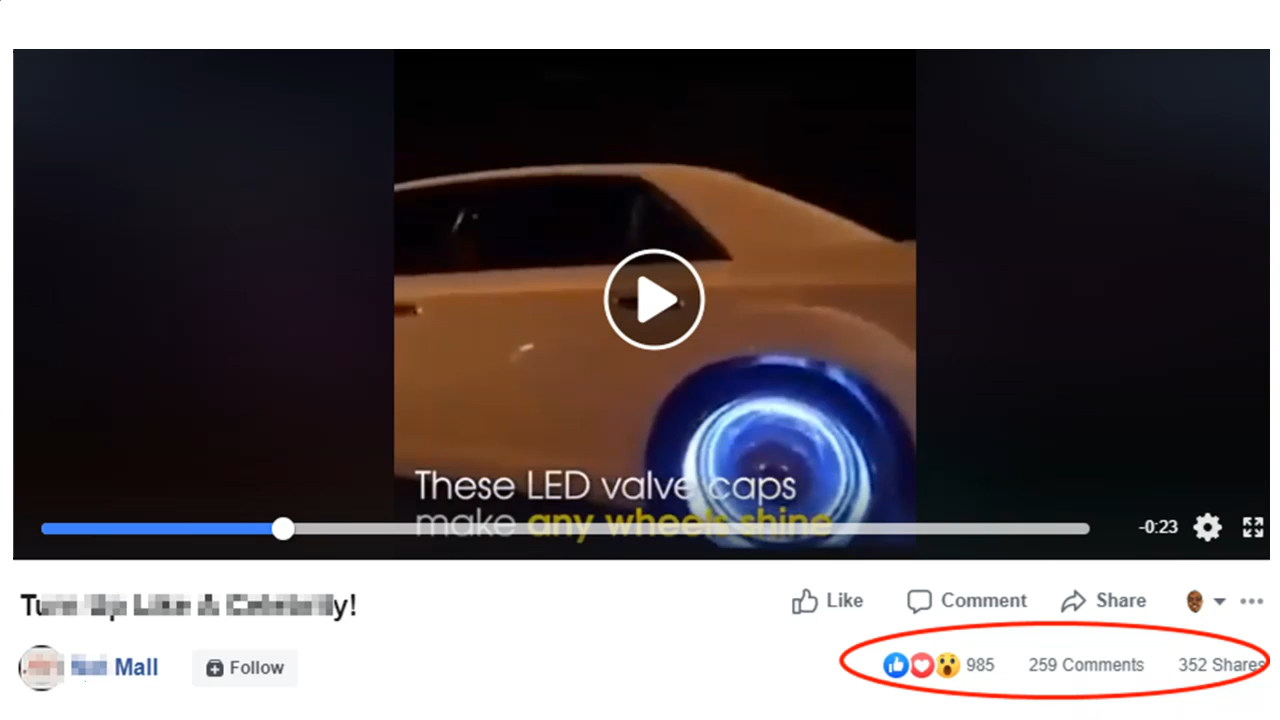 These LED valve caps
make any wheels shine
-0:23
Like Comment Share
Mall
Follow
985 259 Comments 352 Shares